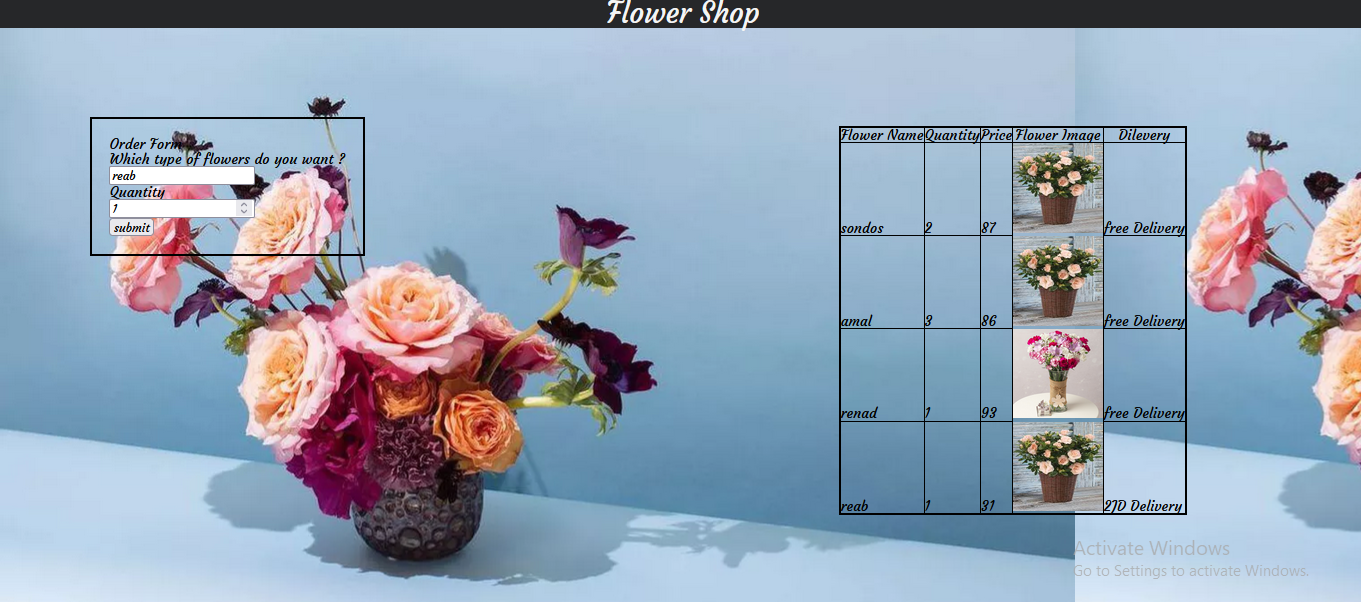 Flower Shop
Order Form
Which type of flowers do you want ?
reab
Quantity
1
submit
Flower Name Quantity Price Flower Image Dilevery
sondos 2 87 free Delivery
amal 3 86 free Delivery
renad 1 93 free Delivery
reab 1 31 2JD Delivery
Activate Windows
Go to Settings to activate Windows.